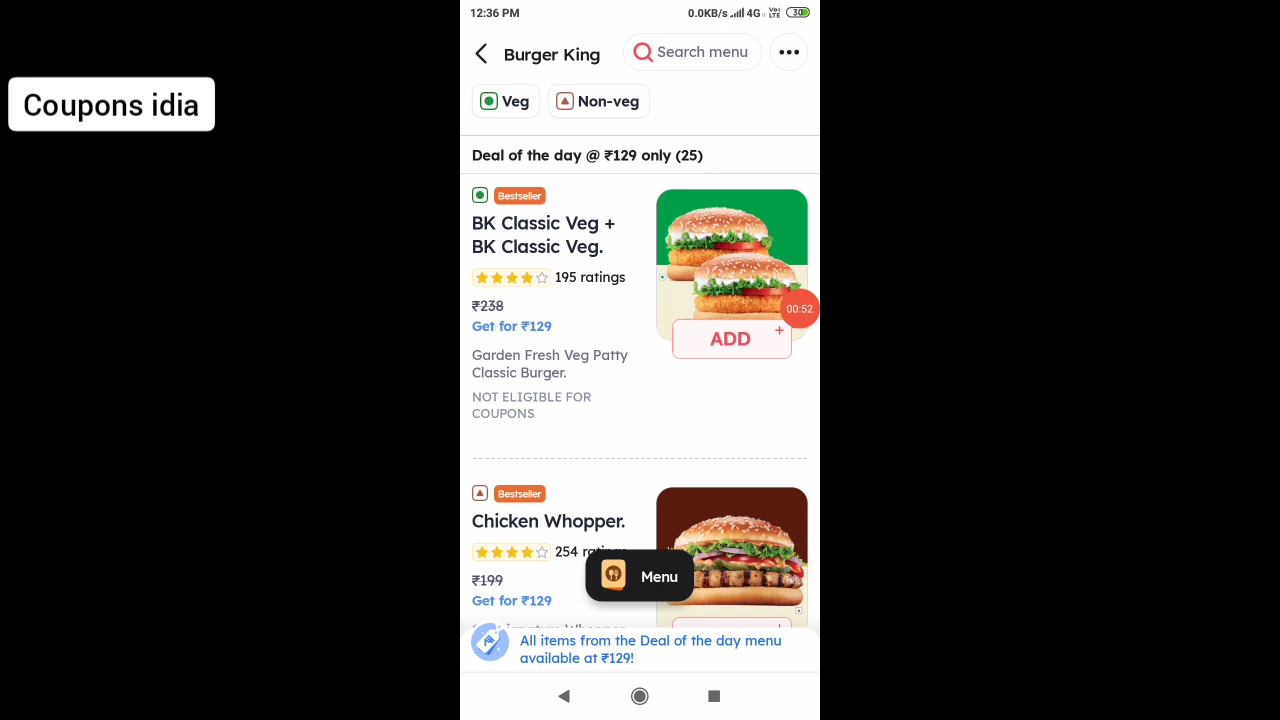 12:36 PM
0.0KB/s 4G Vo) LTE 30
Coupons idia
Burger King
Search menu
Veg
Non-veg
Deal of the day @ ₹129 only (25)
Bestseller
BK Classic Veg +
BK Classic Veg.
195 ratings
₹238
Get for ₹129
Garden Fresh Veg Patty
Classic Burger.
NOT ELIGIBLE FOR
COUPONS
00:52
ADD +
Bestseller
Chicken Whopper.
254 ratings
₹199
Get for ₹129
Menu
All items from the Deal of the day menu
available at ₹129!